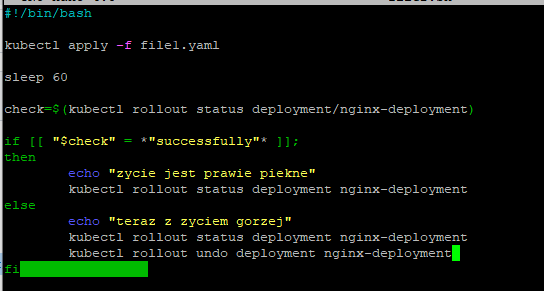 #!/bin/bash
kubectl apply -f file1.yaml
sleep 60
check=$(kubectl rollout status deployment/nginx-deployment)
if [[ "$check" = *"successfully"* ]];
then
echo "zycie jest prawie piekne"
kubectl rollout status deployment nginx-deployment
else
echo "teraz z zyciem gorzej"
kubectl rollout status deployment nginx-deployment
kubectl rollout undo deployment nginx-deployment
fi